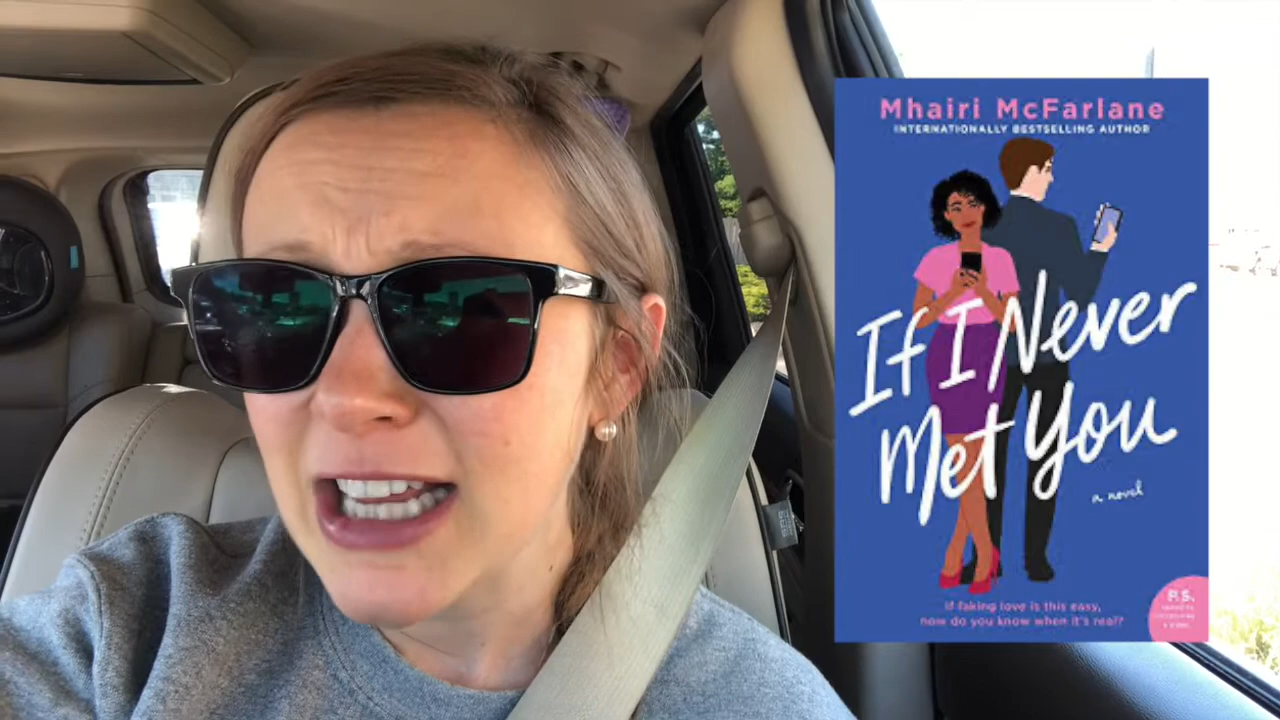 Mhairi McFarlane
INTERNATIONALLY BESTSELLING AUTHOR
If I Never
Met You
a novel
If faking love is this easy,
how do you know when it's real?
P.S.